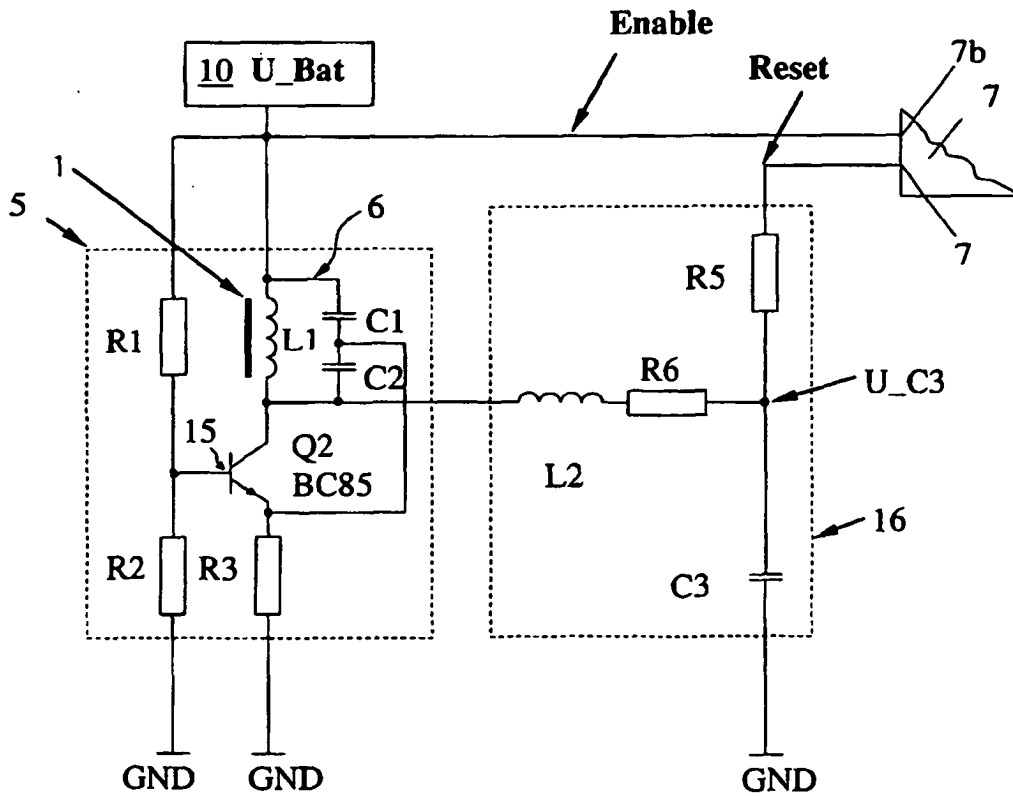 Enable
10 U_Bat
Reset
7b
7
7
1
5
6
R1
L1
C1
C2
R5
R6
U_C3
15
Q2
BC85
L2
16
R2
R3
C3
7
GND
GND
GND